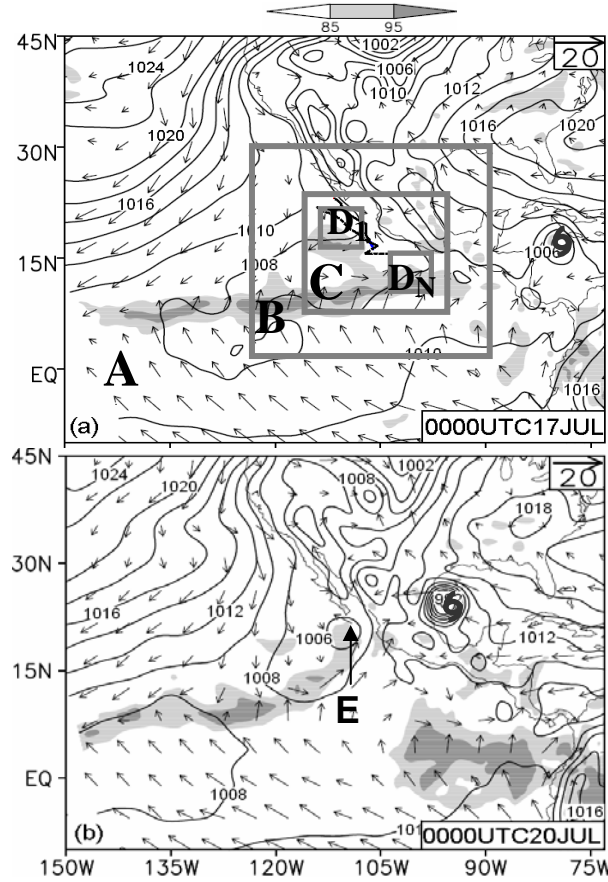 85 95
45N 1002 20
1024 1006 1010 1012
1020 1016 1020
30N
1016
DI
1010 1006
15N 1008 C DN
B
A 1010
EQ
1016
(a) 0000UTC17JUL
45N 1024 1020 1008 1002 20
30N 1018
1016 1012
1006 1012
15N 1008
E
EQ
1008 1016
(b) 0000UTC20JUL
150W 135W 120W 105W 90W 75W